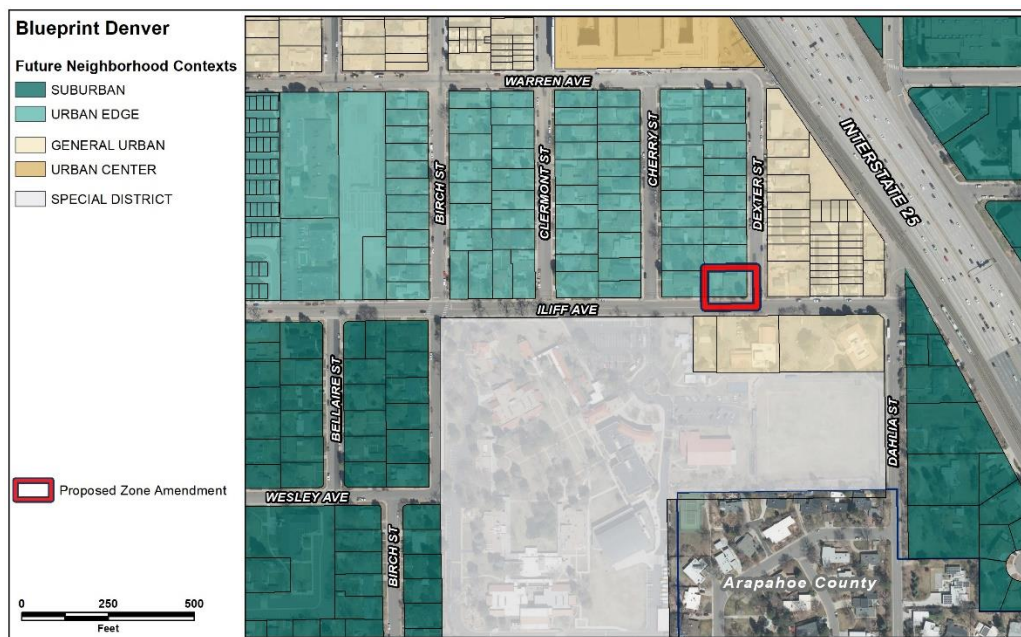 Blueprint Denver
Future Neighborhood Contexts
SUBURBAN
URBAN EDGE
GENERAL URBAN
URBAN CENTER
SPECIAL DISTRICT
Proposed Zone Amendment
0 250 500
Feet
WARREN AVE
BIRCH ST
CLERMONT ST
CHERRY ST
DEXTER ST
INTERSTATE 25
ILIFF AVE
BELLAIRE ST
DAHLIA ST
WESLEY AVE
BIRCH ST
Arapahoe County